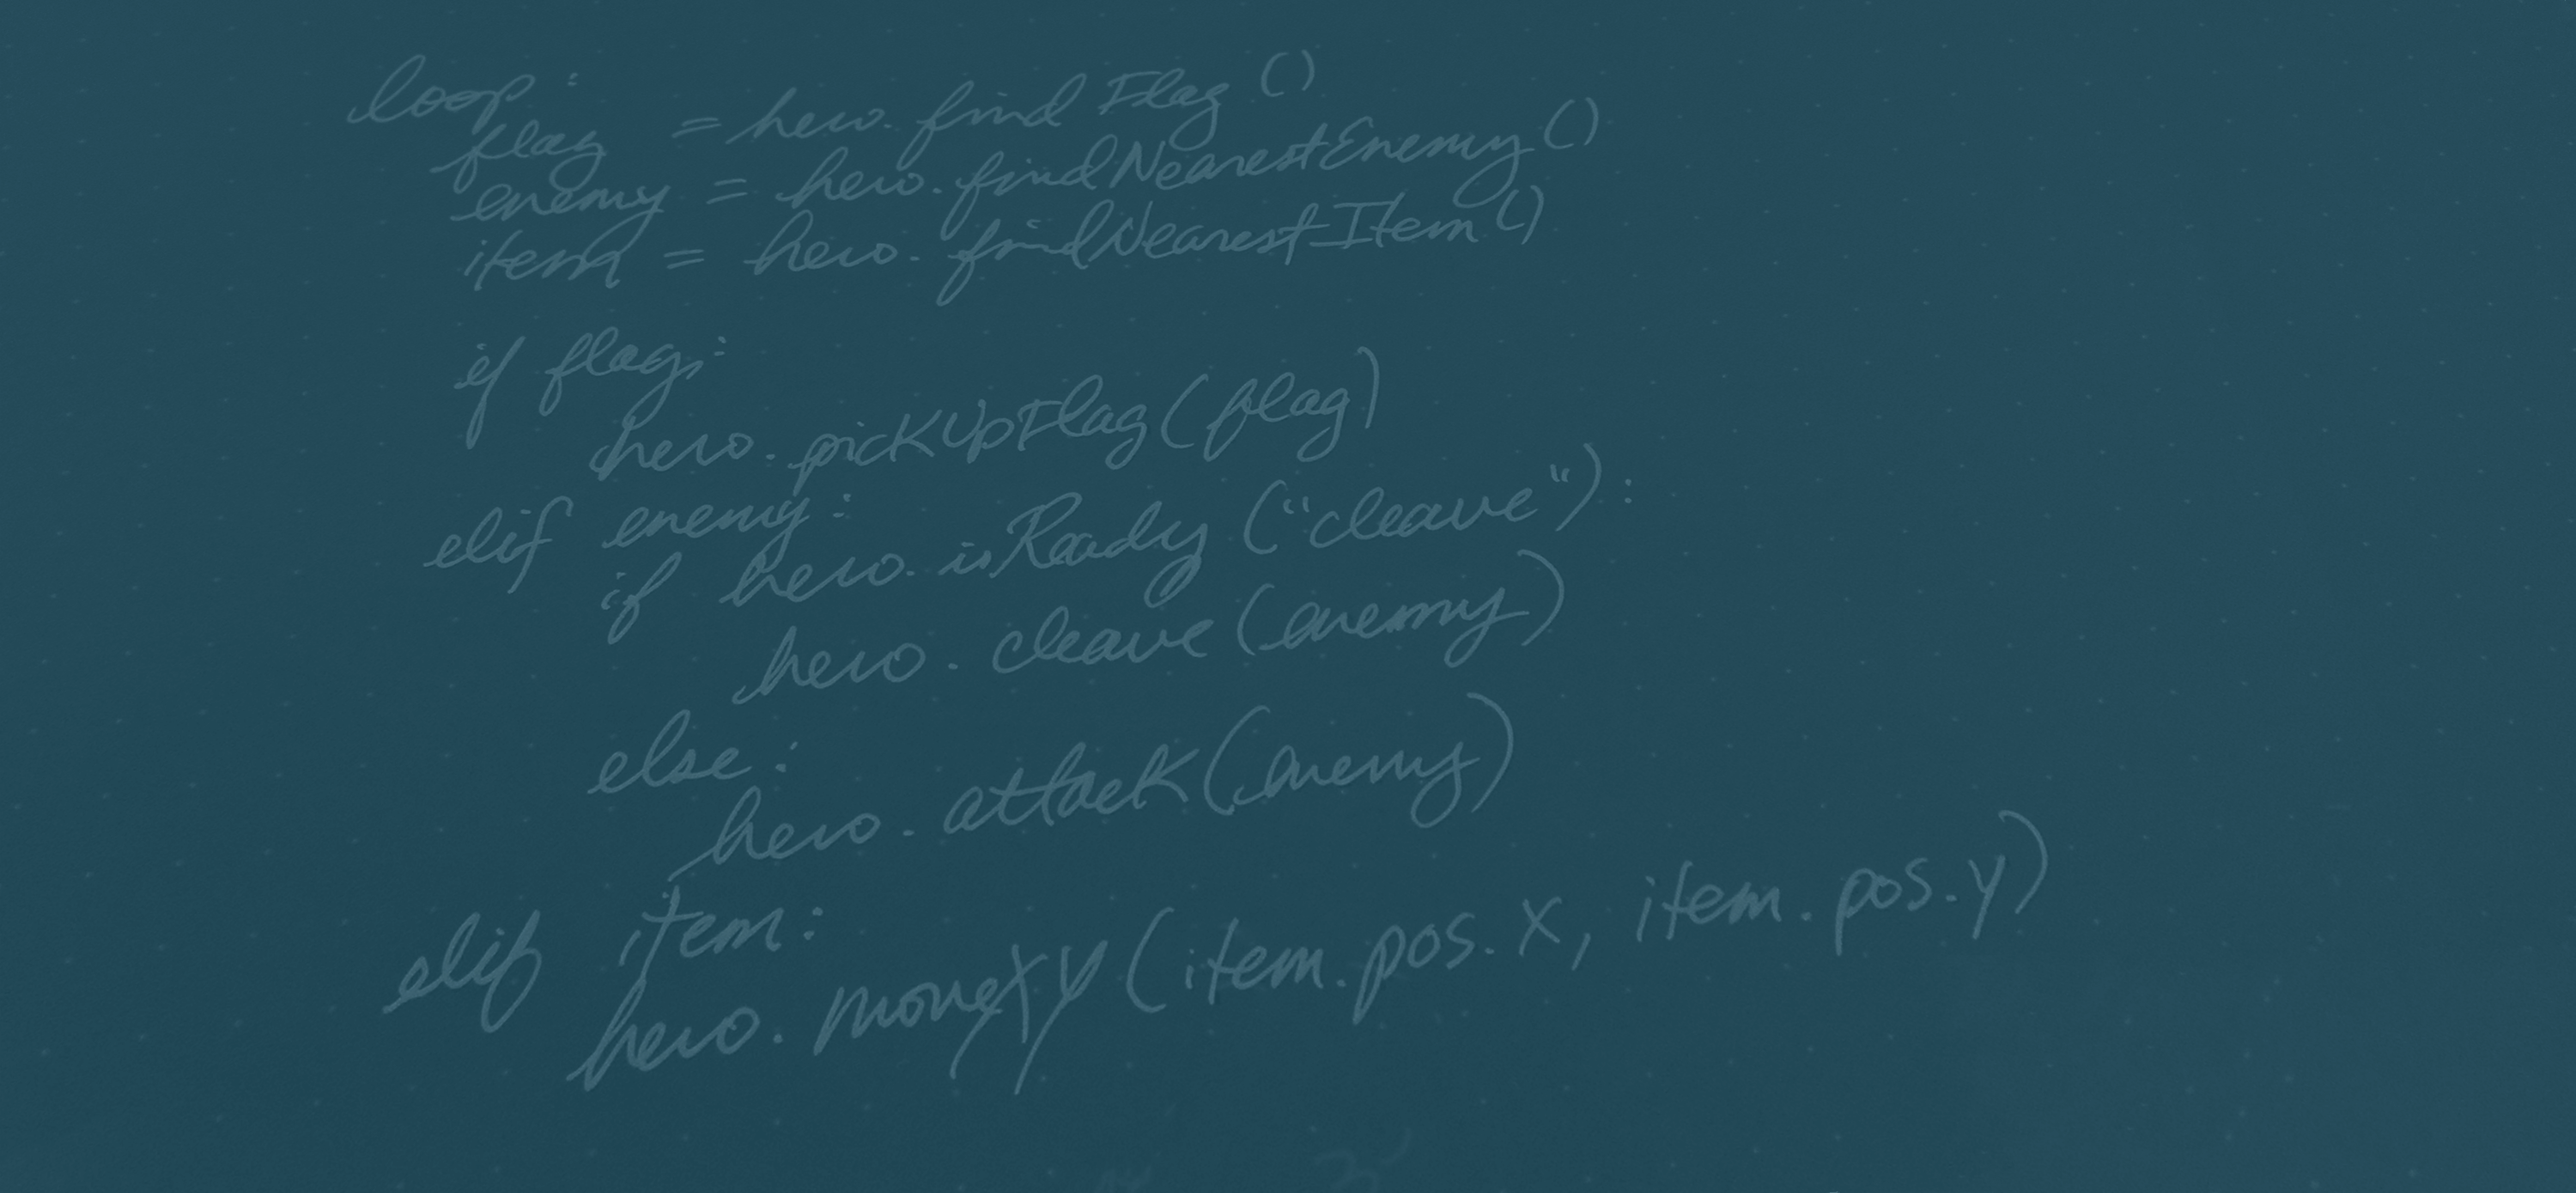 loop:
flag = hero.findFlag()
enemy = hero.findNearestEnemy()
item = hero.findNearestItem()
if flag:
hero.pickUpFlag(flag)
elif enemy:
if hero.isReady("cleave"):
hero.cleave(enemy)
else:
hero.attack(enemy)
elif item:
hero.moveXY(item.pos.x, item.pos.y)